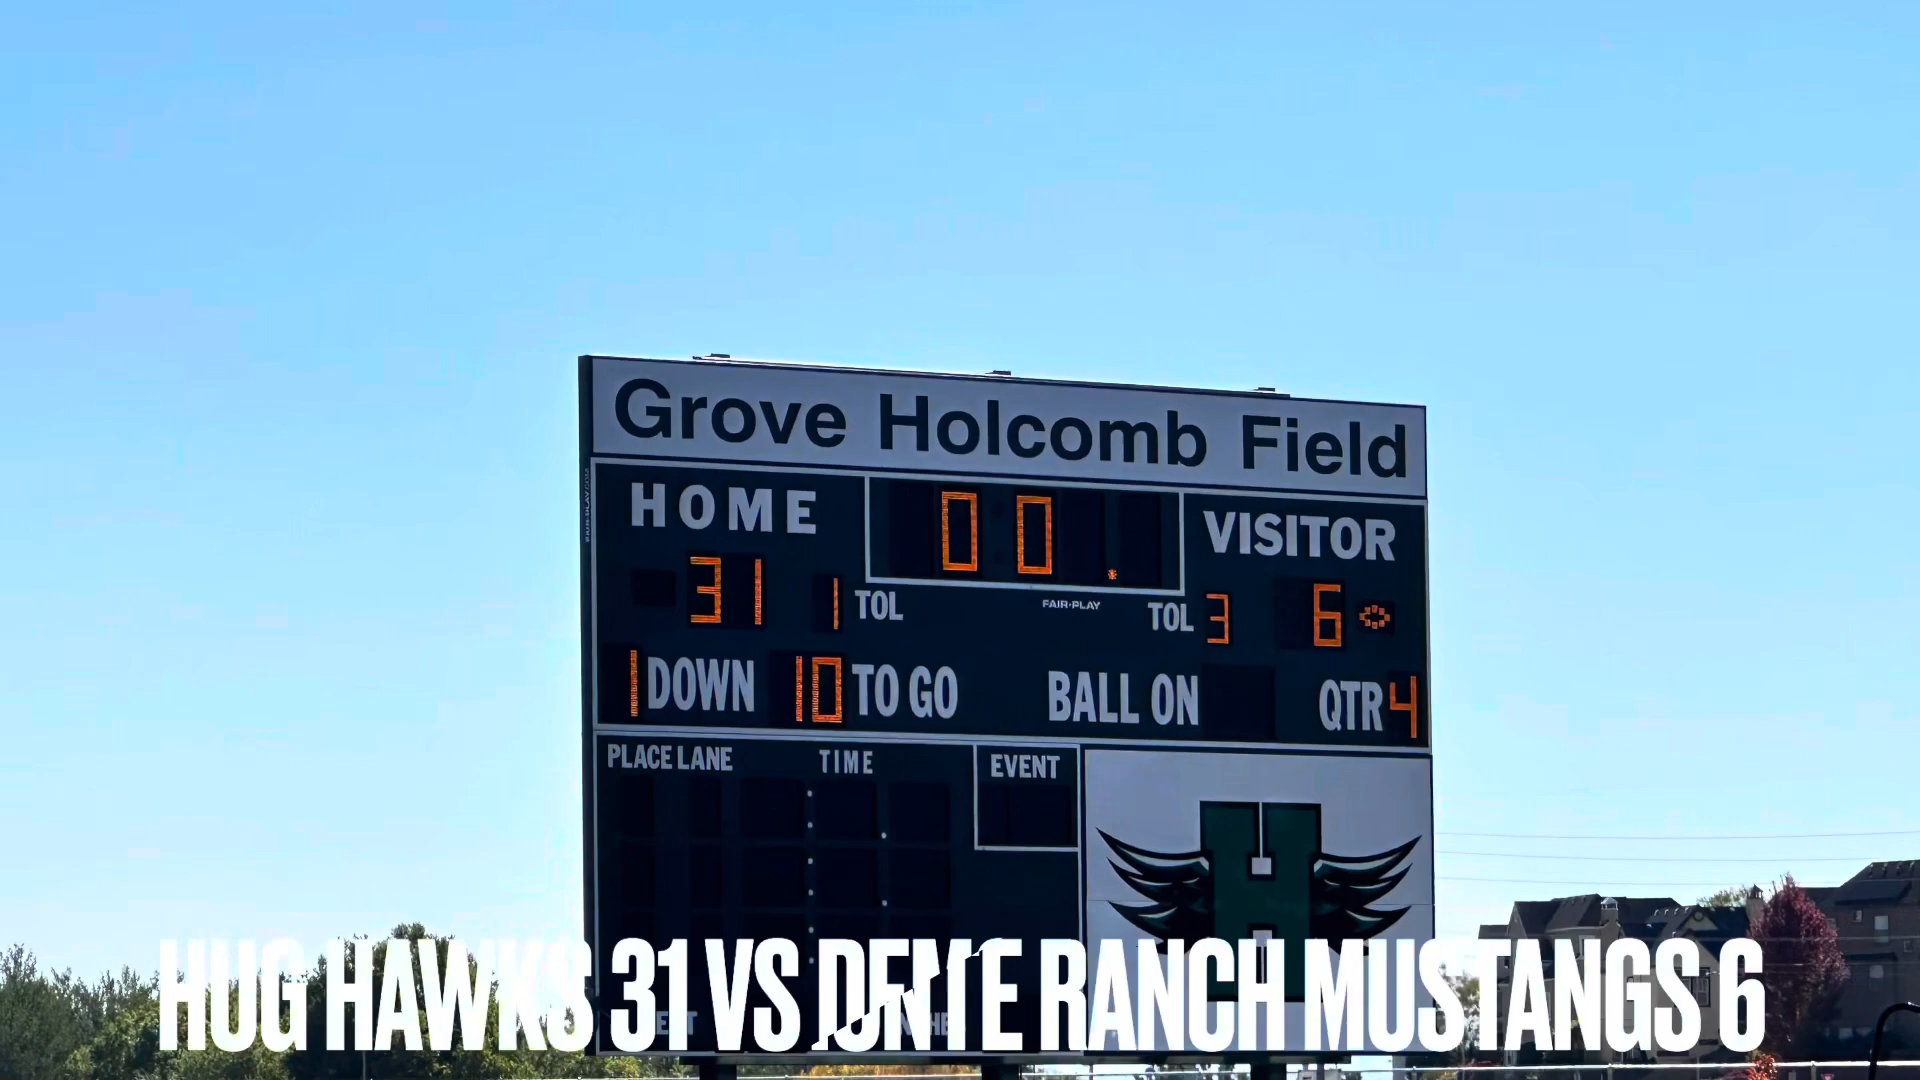 Grove Holcomb Field
HOME
00.
VISITOR
31
1 TOL
FAIR-PLAY
TOL 3
6
1 DOWN 10 TO GO
BALL ON
QTR 4
PLACE LANE
TIME
EVENT
H
HUG HAWKS 31 VS RANCH MUSTANGS 6